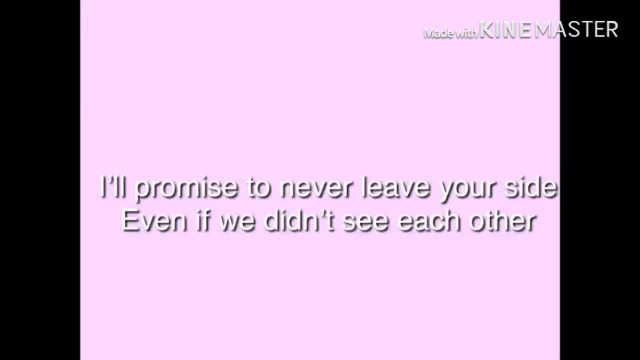 Made with KINEMASTER
I'll promise to never leave your side
Even if we didn't see each other